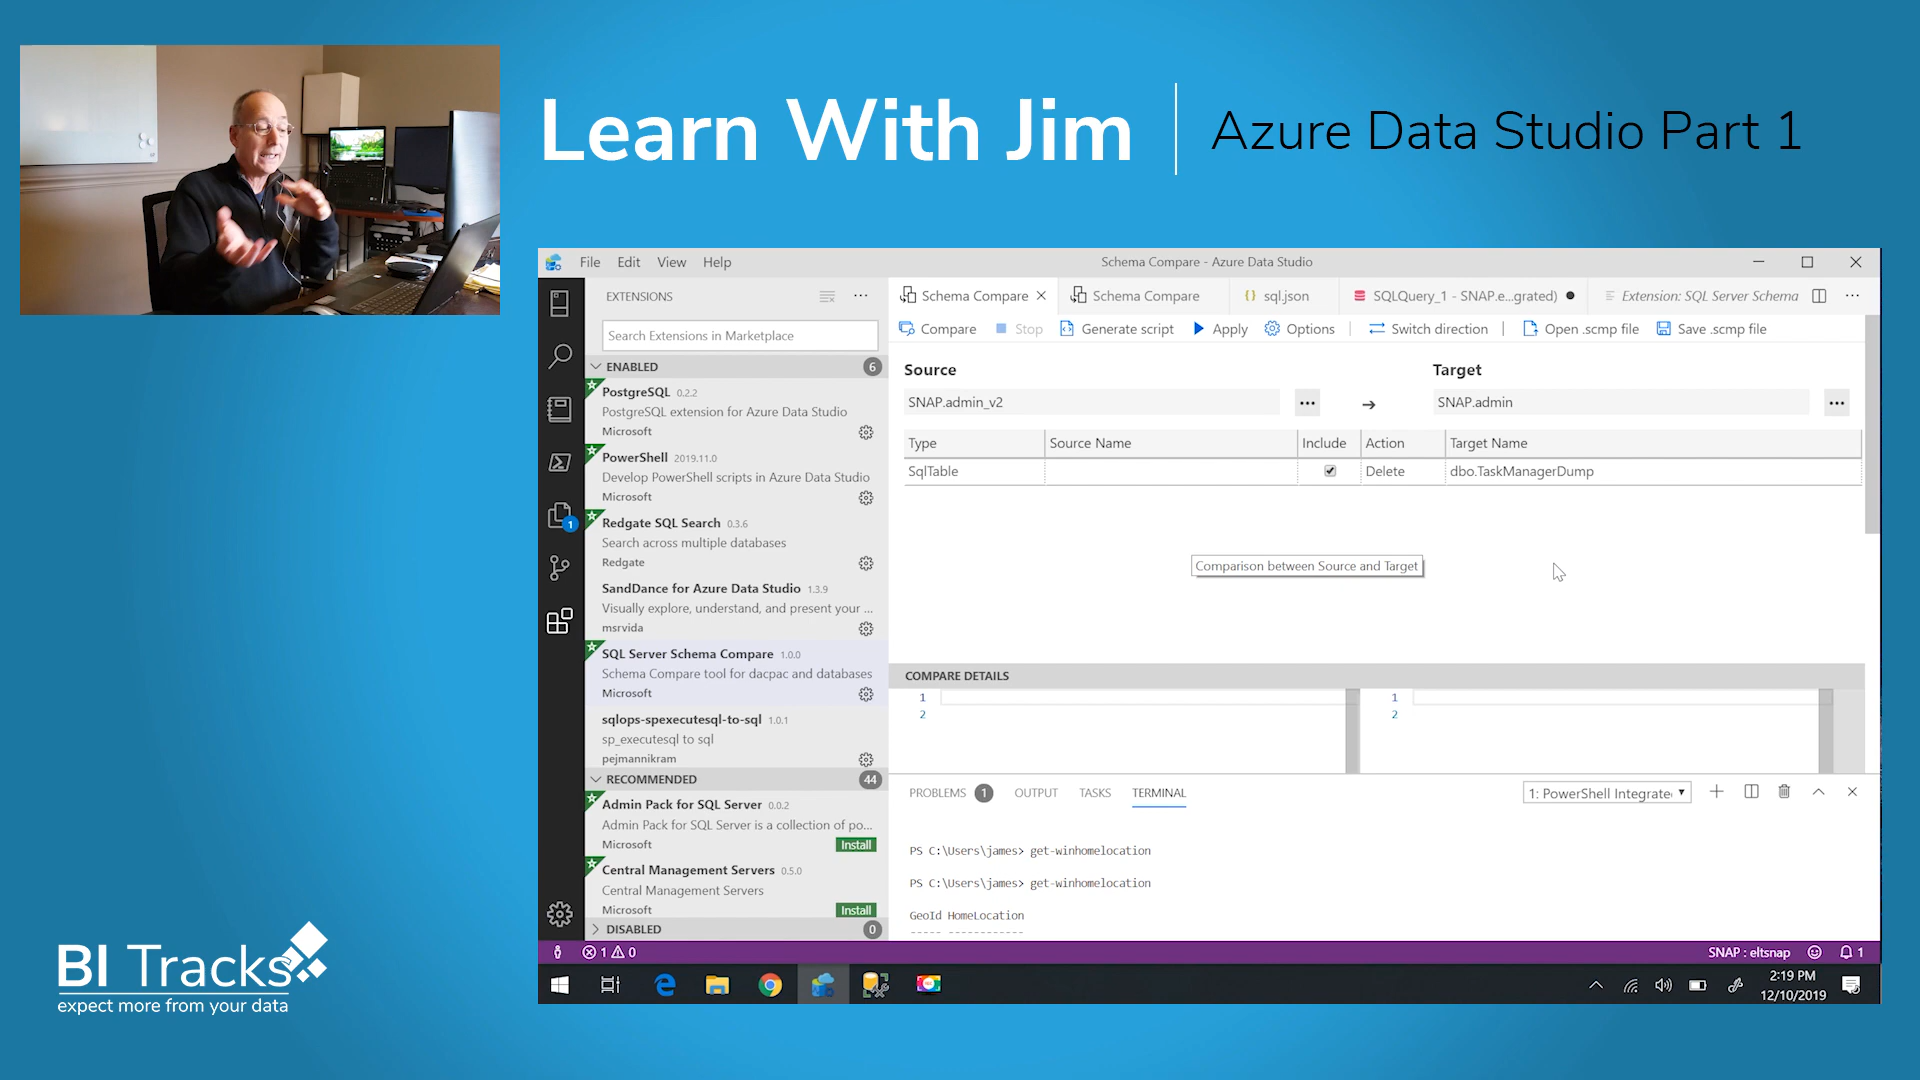 Learn With Jim
Azure Data Studio Part 1
File Edit View Help
Schema Compare - Azure Data Studio
EXTENSIONS
Search Extensions in Marketplace
ENABLED 6
PostgreSQL 0.2.2
PostgreSQL extension for Azure Data Studio
Microsoft
PowerShell 2019.11.0
Develop PowerShell scripts in Azure Data Studio
Microsoft
Redgate SQL Search 0.3.6
Search across multiple databases
Redgate
SandDance for Azure Data Studio 1.3.9
Visually explore, understand, and present your ...
msrvida
SQL Server Schema Compare 1.0.0
Schema Compare tool for dacpac and databases
Microsoft
sqlops-spexecutesql-to-sql 1.0.1
sp_executesql to sql
pejmannikram
RECOMMENDED 44
Admin Pack for SQL Server 0.0.2
Admin Pack for SQL Server is a collection of po...
Microsoft Install
Central Management Servers 0.5.0
Central Management Servers
Microsoft Install
DISABLED 0
1
Schema Compare Schema Compare sql.json SQLQuery_1 - SNAP.e...grated) Extension: SQL Server Schema
Compare Stop Generate script Apply Options Switch direction Open .scmp file Save .scmp file
Source Target
SNAP.admin_v2 ... SNAP.admin ...
Type Source Name Include Action Target Name
SqlTable Delete dbo.TaskManagerDump
Comparison between Source and Target
COMPARE DETAILS
1 1
2 2
PROBLEMS 1 OUTPUT TASKS TERMINAL 1: PowerShell Integrate
PS C:\Users\james> get-winhomelocation
PS C:\Users\james> get-winhomelocation
GeoId HomeLocation
----- ------------
1 0 SNAP : eltsnap 1
2:19 PM
12/10/2019
BI Tracks
expect more from your data